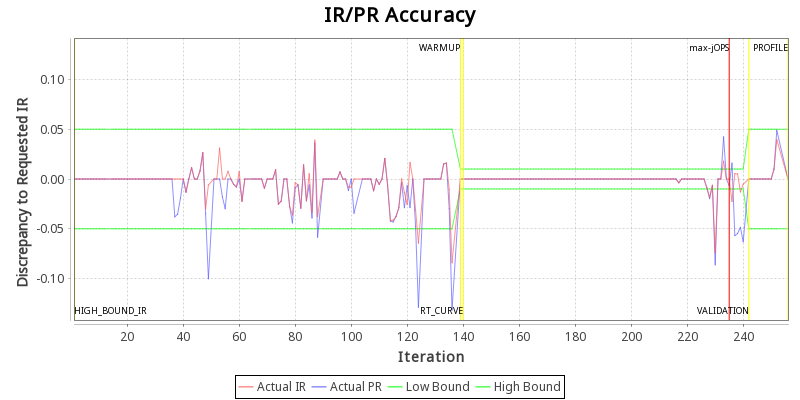 IR/PR Accuracy
Discrepancy to Requested IR
0.10
0.05
0.00
-0.05
-0.10
WARMUP
max-jOPS
PROFILE
HIGH_BOUND_IR
RT_CURVE
VALIDATION
20 40 60 80 100 120 140 160 180 200 220 240
Iteration
Actual IR Actual PR Low Bound High Bound